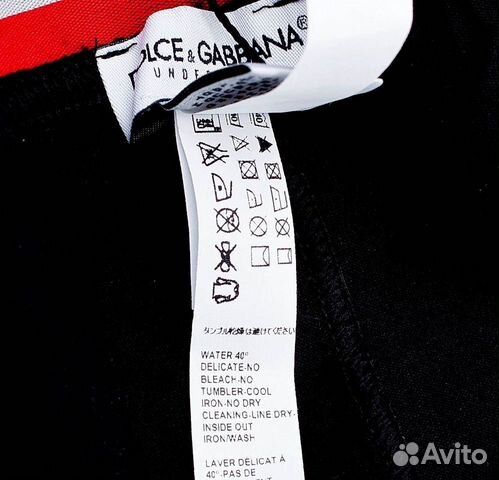 DOLCE & GABBANA®
UNDE
タンブル乾燥は避けてください
WATER 40°
DELICATE-NO
BLEACH-NO
TUMBLER-COOL
IRON-NO DRY
CLEANING-LINE DRY-
INSIDE OUT
IRON/WASH
LAVER DELICAT À
40°-PAS DE
Avito